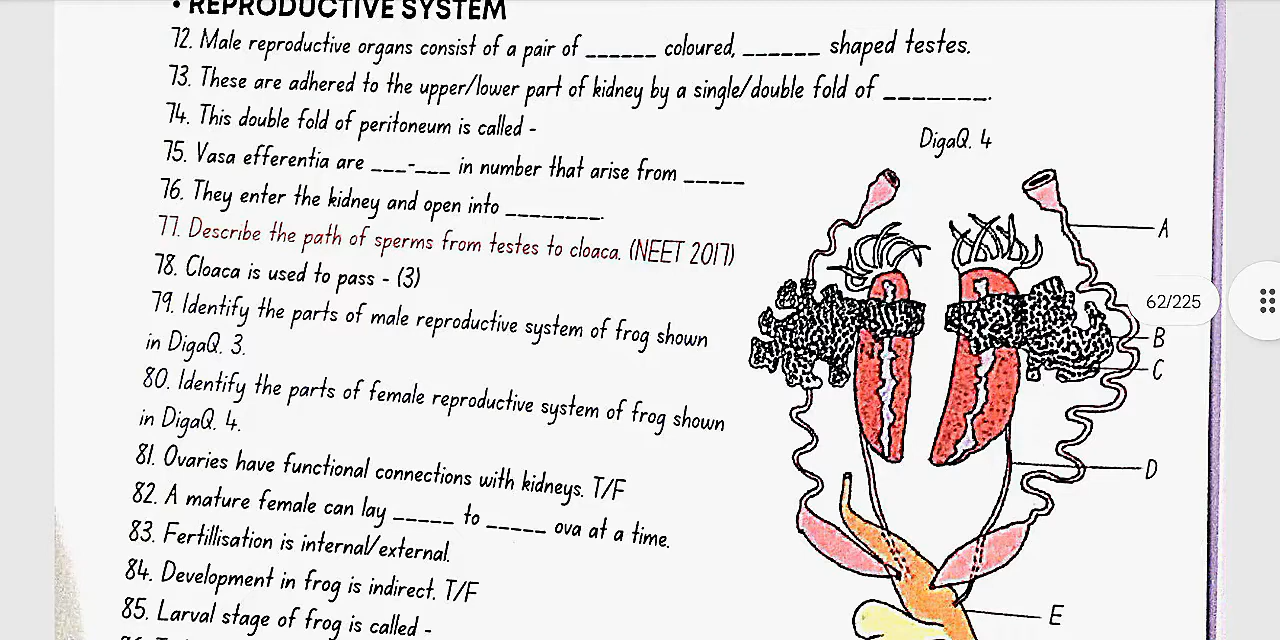 • REPRODUCTIVE SYSTEM
72. Male reproductive organs consist of a pair of ______ coloured, ______ shaped testes.
73. These are adhered to the upper/lower part of kidney by a single/double fold of ________.
74. This double fold of peritoneum is called -
75. Vasa efferentia are ___-___ in number that arise from _____
76. They enter the kidney and open into ________.
77. Describe the path of sperms from testes to cloaca. (NEET 2017)
78. Cloaca is used to pass - (3)
79. Identify the parts of male reproductive system of frog shown
in DigaQ. 3.
80. Identify the parts of female reproductive system of frog shown
in DigaQ. 4.
81. Ovaries have functional connections with kidneys. T/F
82. A mature female can lay _____ to _____ ova at a time.
83. Fertillisation is internal/external.
84. Development in frog is indirect. T/F
85. Larval stage of frog is called -
DigaQ. 4
A
62/225
B
C
D
E